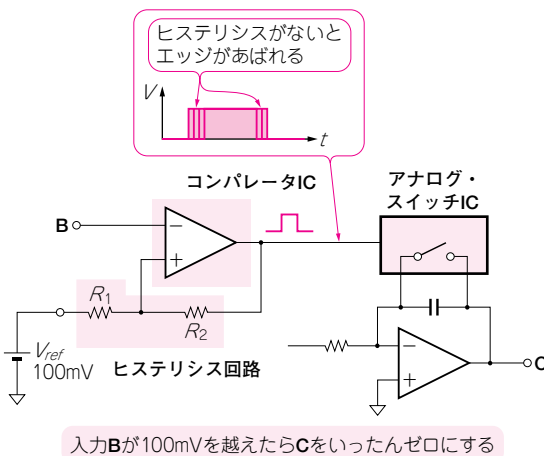 ヒステリシスがないと
エッジがあばれる
V
t
コンパレータIC
アナログ・
スイッチIC
B
−
+
R1
R2
Vref
100mV
ヒステリシス回路
−
+
C
入力Bが100mVを越えたらCをいったんゼロにする